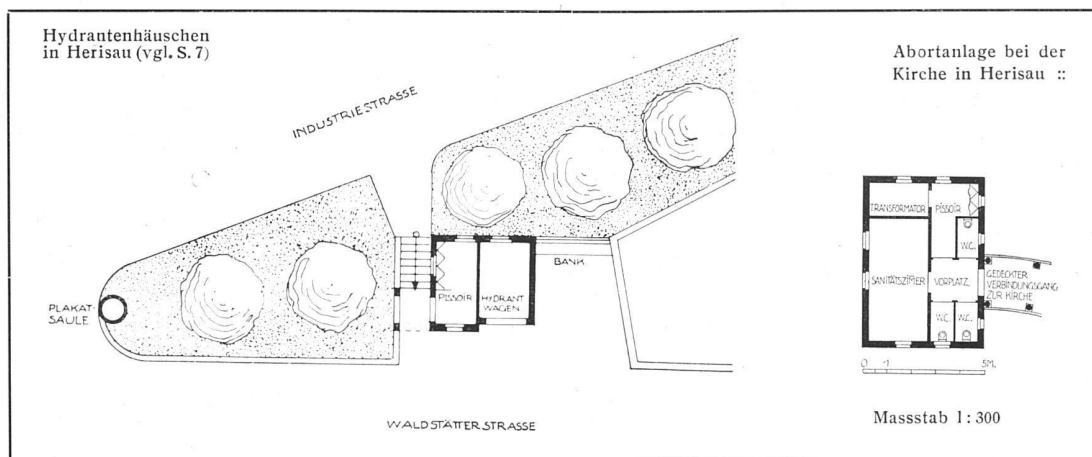 Hydrantenhäuschen
in Herisau (vgl. S. 7)
INDUSTRIESTRASSE
PLAKAT-
SÄULE
PISSOIR
HYDRANT
WAGEN
BANK
WALDSTÄTTERSTRASSE
Abortanlage bei der
Kirche in Herisau ::
TRANSFORMATOR
PISSOIR
W.C.
SANITÄTSZIMMER
VORPLATZ
GEDECKTER
VERBINDUNGSGANG
ZUR KIRCHE
W.C. W.C.
0 1 5M.
Massstab 1:300